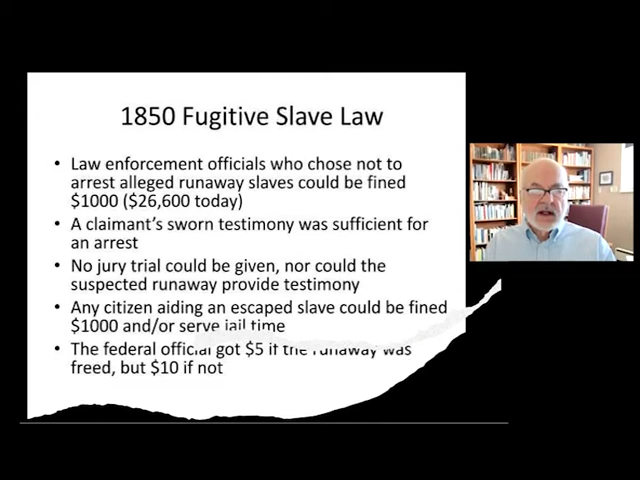 1850 Fugitive Slave Law
• Law enforcement officials who chose not to
arrest alleged runaway slaves could be fined
$1000 ($26,600 today)
• A claimant's sworn testimony was sufficient for
an arrest
• No jury trial could be given, nor could the
suspected runaway provide testimony
• Any citizen aiding an escaped slave could be fined
$1000 and/or serve jail time
• The federal official got $5 if the runaway was
freed, but $10 if not